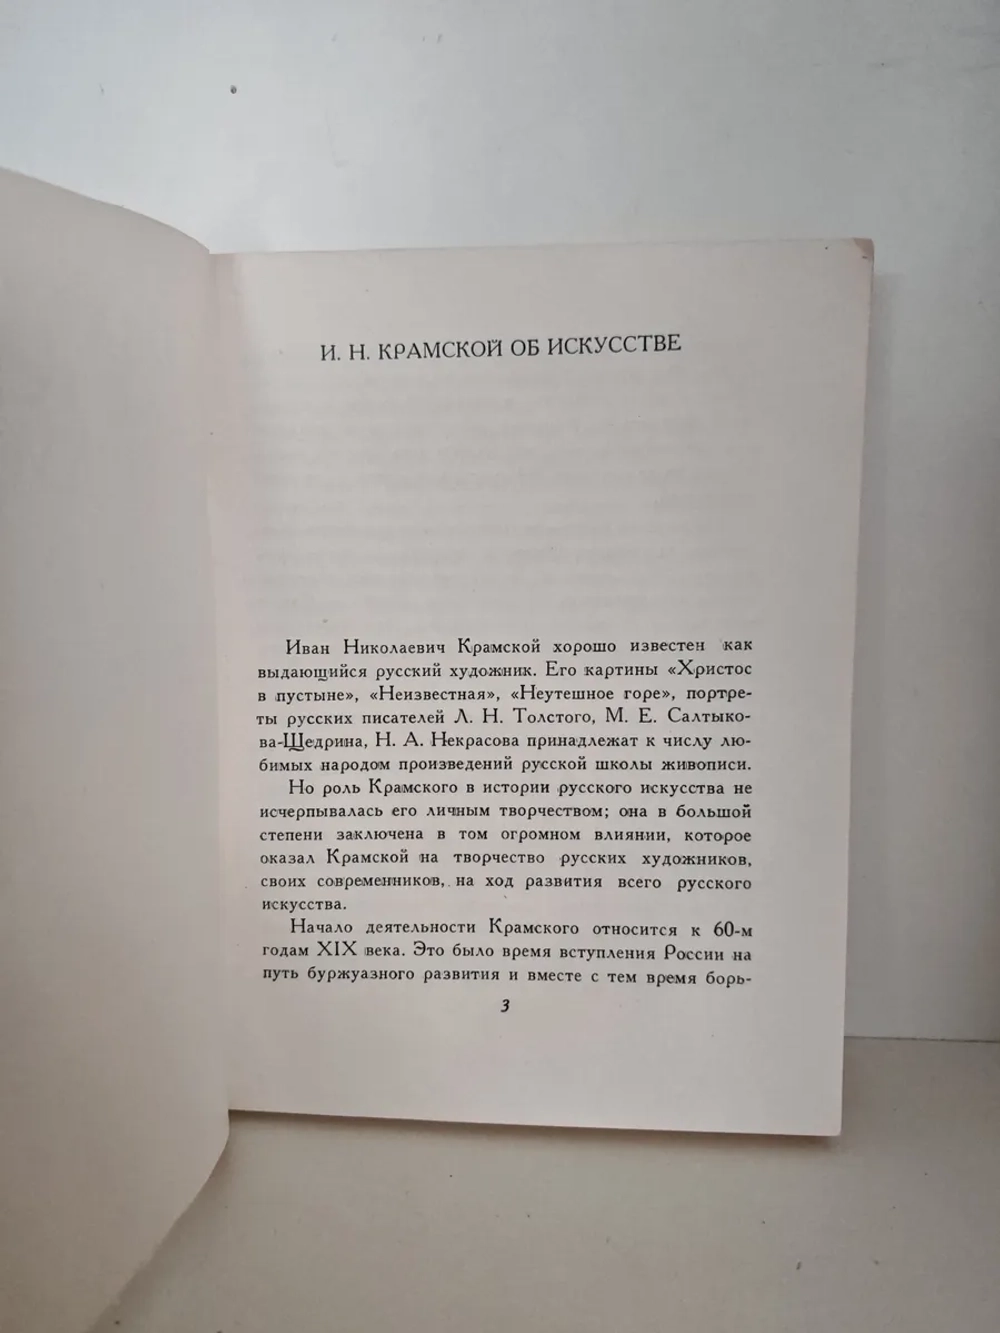 И. Н. КРАМСКОЙ ОБ ИСКУССТВЕ
Иван Николаевич Крамской хорошо известен как
выдающийся русский художник. Его картины «Христос
в пустыне», «Неизвестная», «Неутешное горе», портре-
ты русских писателей Л. Н. Толстого, М. Е. Салтыко-
ва-Щедрина, Н. А. Некрасова принадлежат к числу лю-
бимых народом произведений русской школы живописи.
Но роль Крамского в истории русского искусства не
исчерпывалась его личным творчеством; она в большой
степени заключена в том огромном влиянии, которое
оказал Крамской на творчество русских художников,
своих современников, на ход развития всего русского
искусства.
Начало деятельности Крамского относится к 60-м
годам XIX века. Это было время вступления России на
путь буржуазного развития и вместе с тем время борь-
3